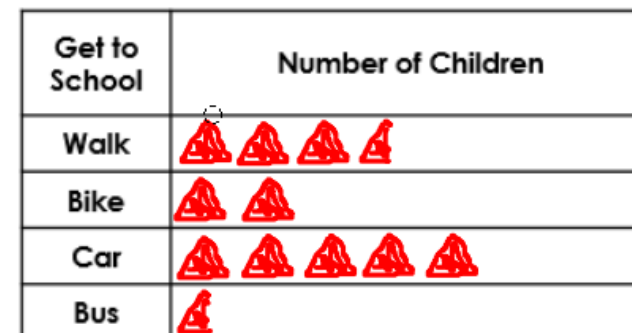 Get to
School
Number of Children
Walk
Bike
Car
Bus